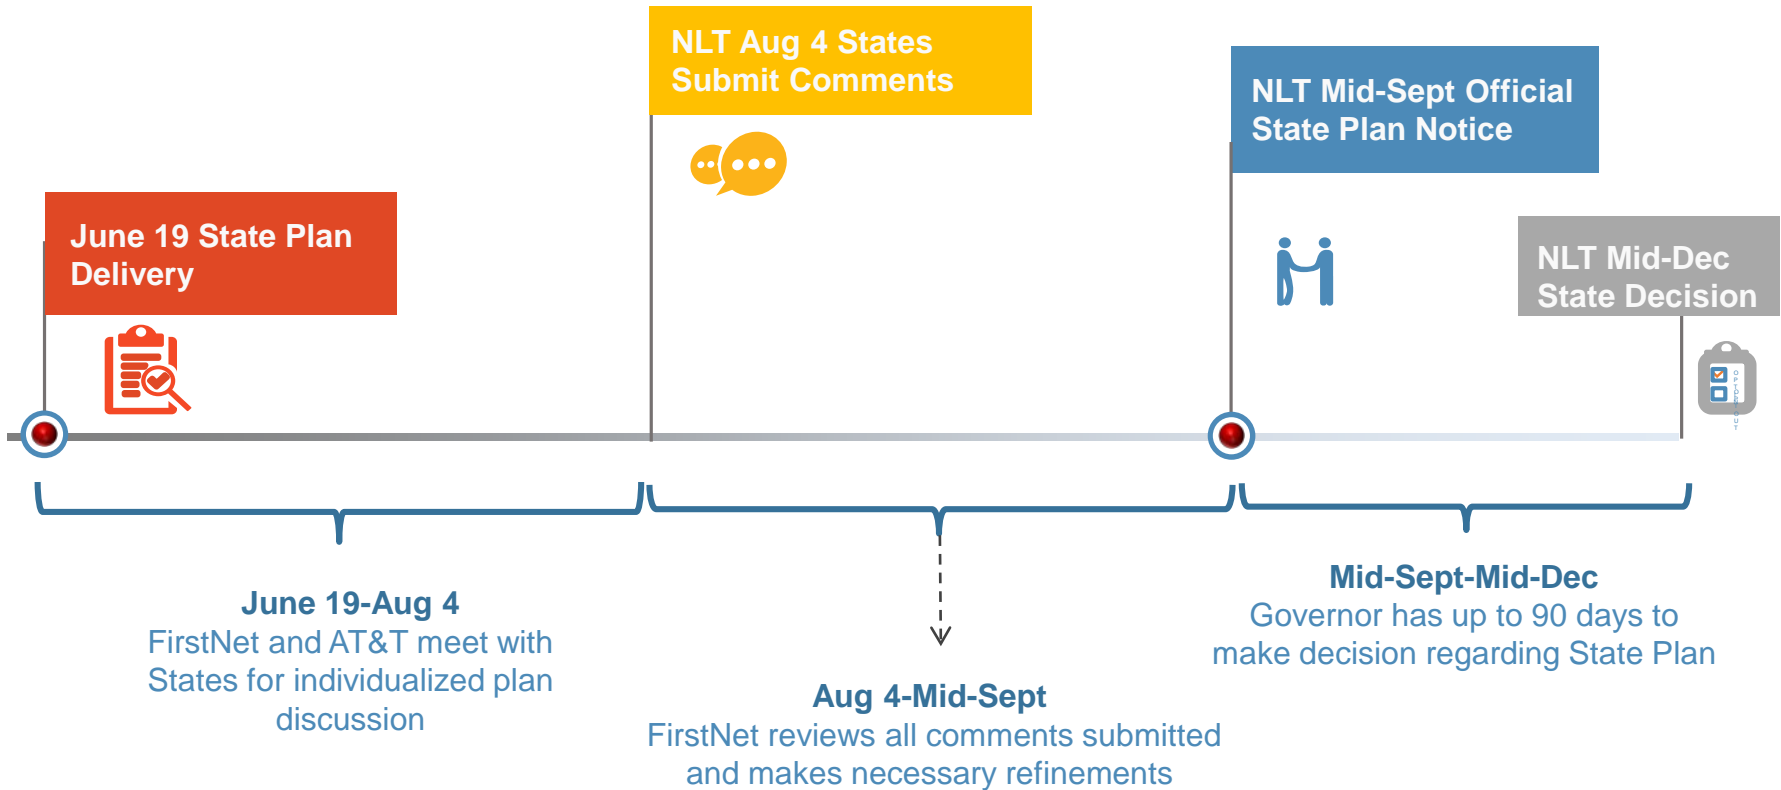 NLT Aug 4 States
Submit Comments
NLT Mid-Sept Official
State Plan Notice
June 19 State Plan
Delivery
NLT Mid-Dec
State Decision
June 19-Aug 4
FirstNet and AT&T meet with
States for individualized plan
discussion
Aug 4-Mid-Sept
FirstNet reviews all comments submitted
and makes necessary refinements
Mid-Sept-Mid-Dec
Governor has up to 90 days to
make decision regarding State Plan